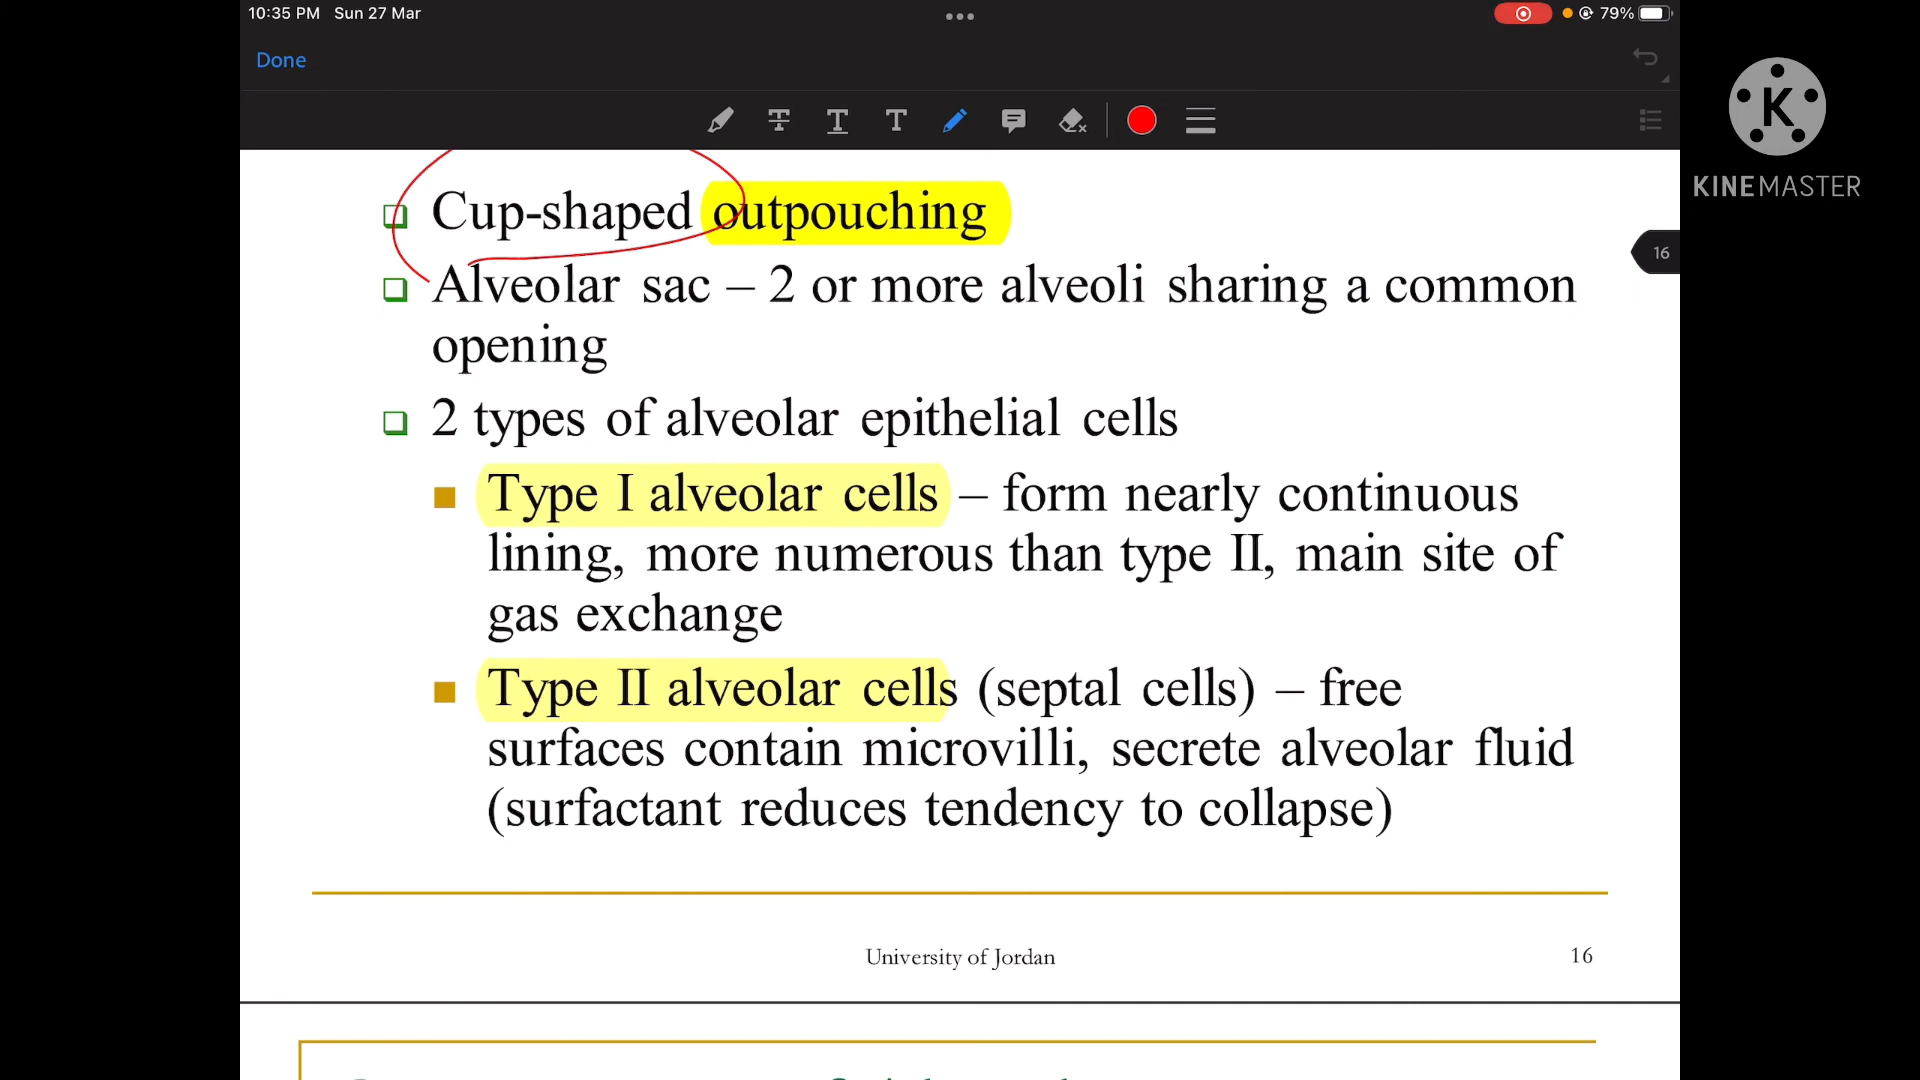 10:35 PM Sun 27 Mar
79%
Done
KINEMASTER
Cup-shaped outpouching
16
Alveolar sac – 2 or more alveoli sharing a common
opening
2 types of alveolar epithelial cells
Type I alveolar cells – form nearly continuous
lining, more numerous than type II, main site of
gas exchange
Type II alveolar cells (septal cells) – free
surfaces contain microvilli, secrete alveolar fluid
(surfactant reduces tendency to collapse)
University of Jordan
16